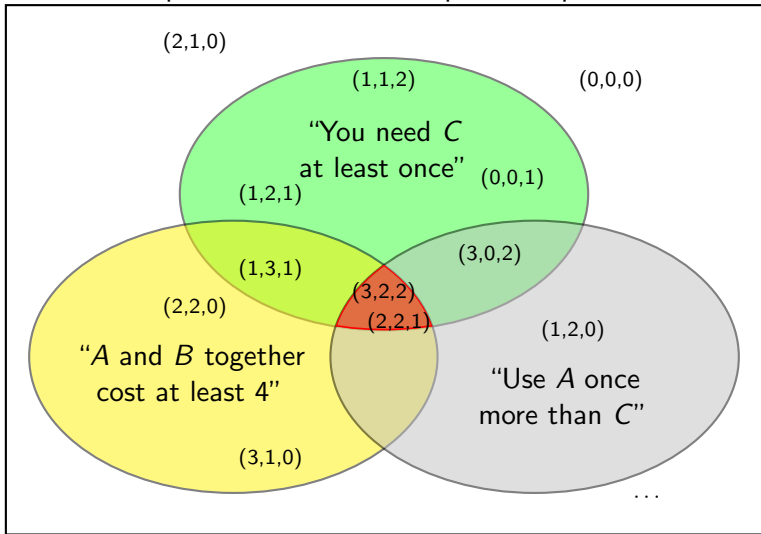 (2,1,0)
(1,1,2)
(0,0,0)
“You need C
at least once”
(0,0,1)
(1,2,1)
(3,0,2)
(1,3,1)
(3,2,2)
(2,2,0)
(2,2,1)
(1,2,0)
“A and B together
cost at least 4”
“Use A once
more than C”
(3,1,0)
...